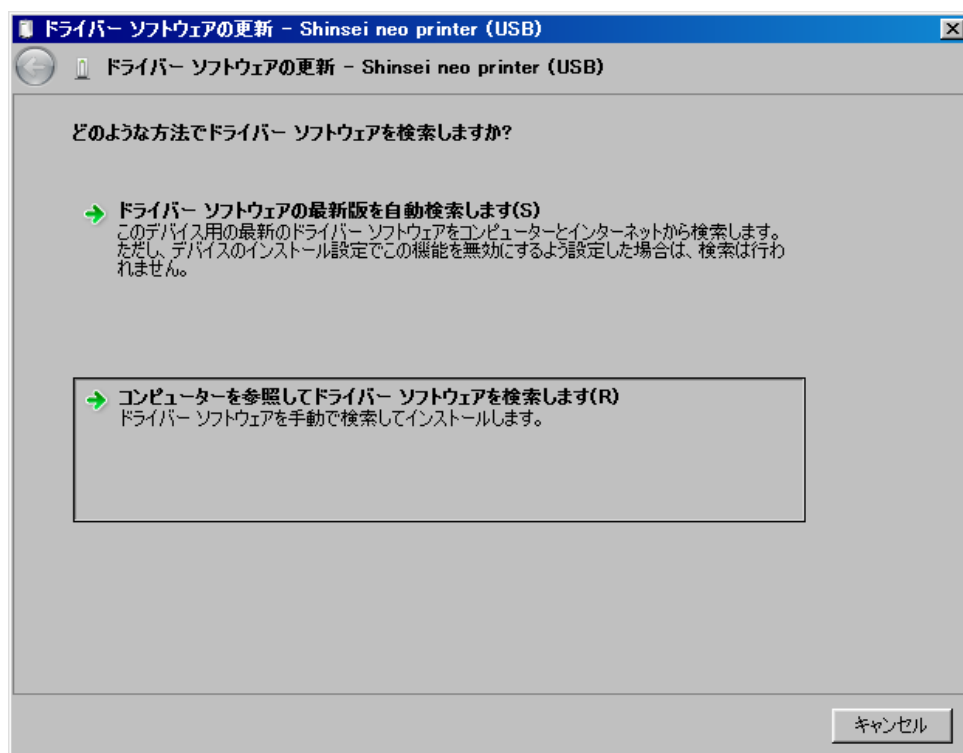 ドライバー ソフトウェアの更新 - Shinsei neo printer (USB)
ドライバー ソフトウェアの更新 - Shinsei neo printer (USB)
どのような方法でドライバー ソフトウェアを検索しますか?
ドライバー ソフトウェアの最新版を自動検索します(S)
このデバイス用の最新のドライバー ソフトウェアをコンピューターとインターネットから検索します。
ただし、デバイスのインストール設定でこの機能を無効にするよう設定した場合は、検索は行わ
れません。
コンピューターを参照してドライバー ソフトウェアを検索します(R)
ドライバー ソフトウェアを手動で検索してインストールします。
キャンセル